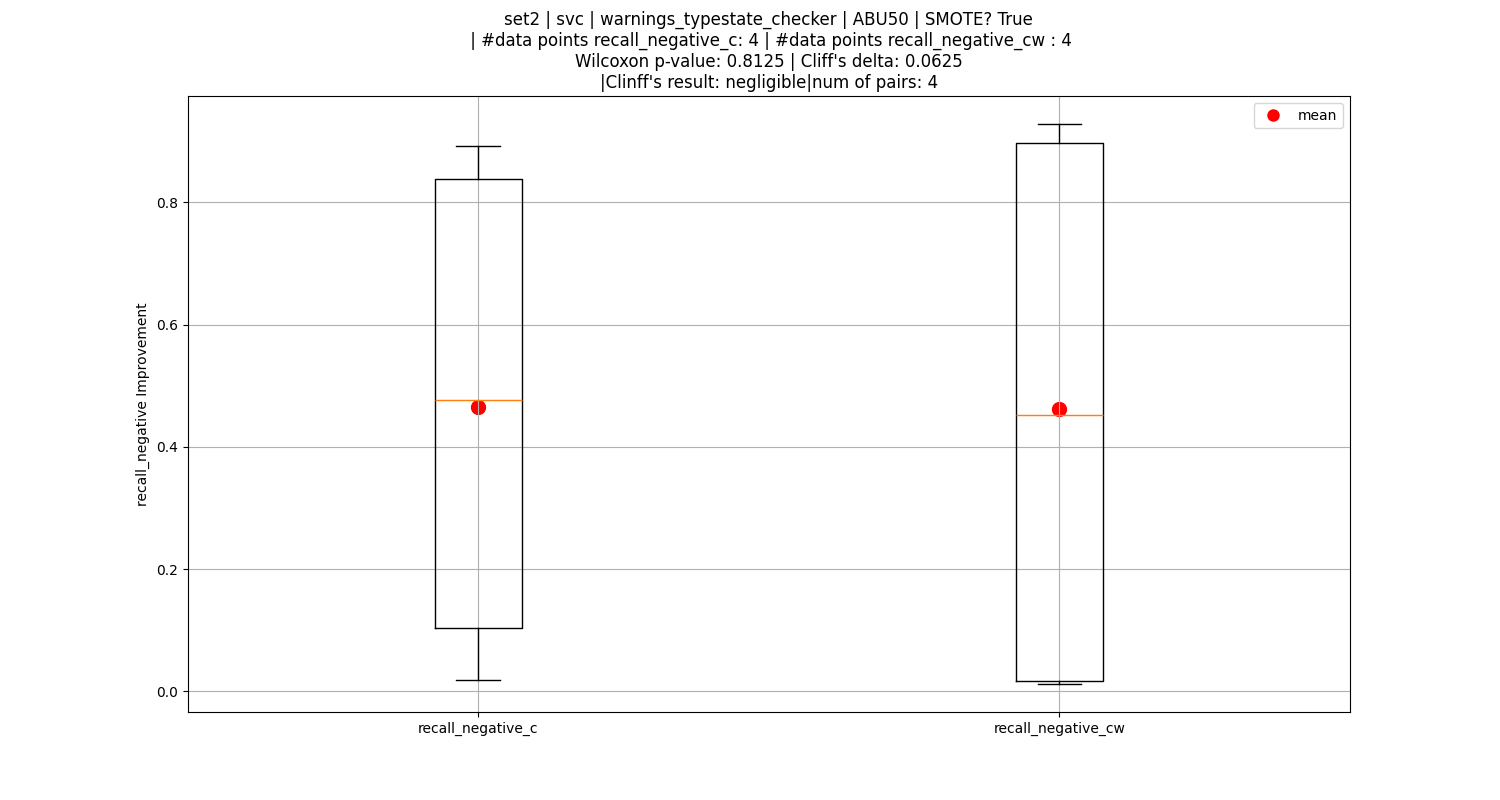 set2 | svc | warnings_typestate_checker | ABU50 | SMOTE? True
| #data points recall_negative_c: 4 | #data points recall_negative_cw : 4
Wilcoxon p-value: 0.8125 | Cliff's delta: 0.0625
|Clinff's result: negligible|num of pairs: 4
mean
recall_negative Improvement
0.8
0.6
0.4
0.2
0.0
recall_negative_c
recall_negative_cw